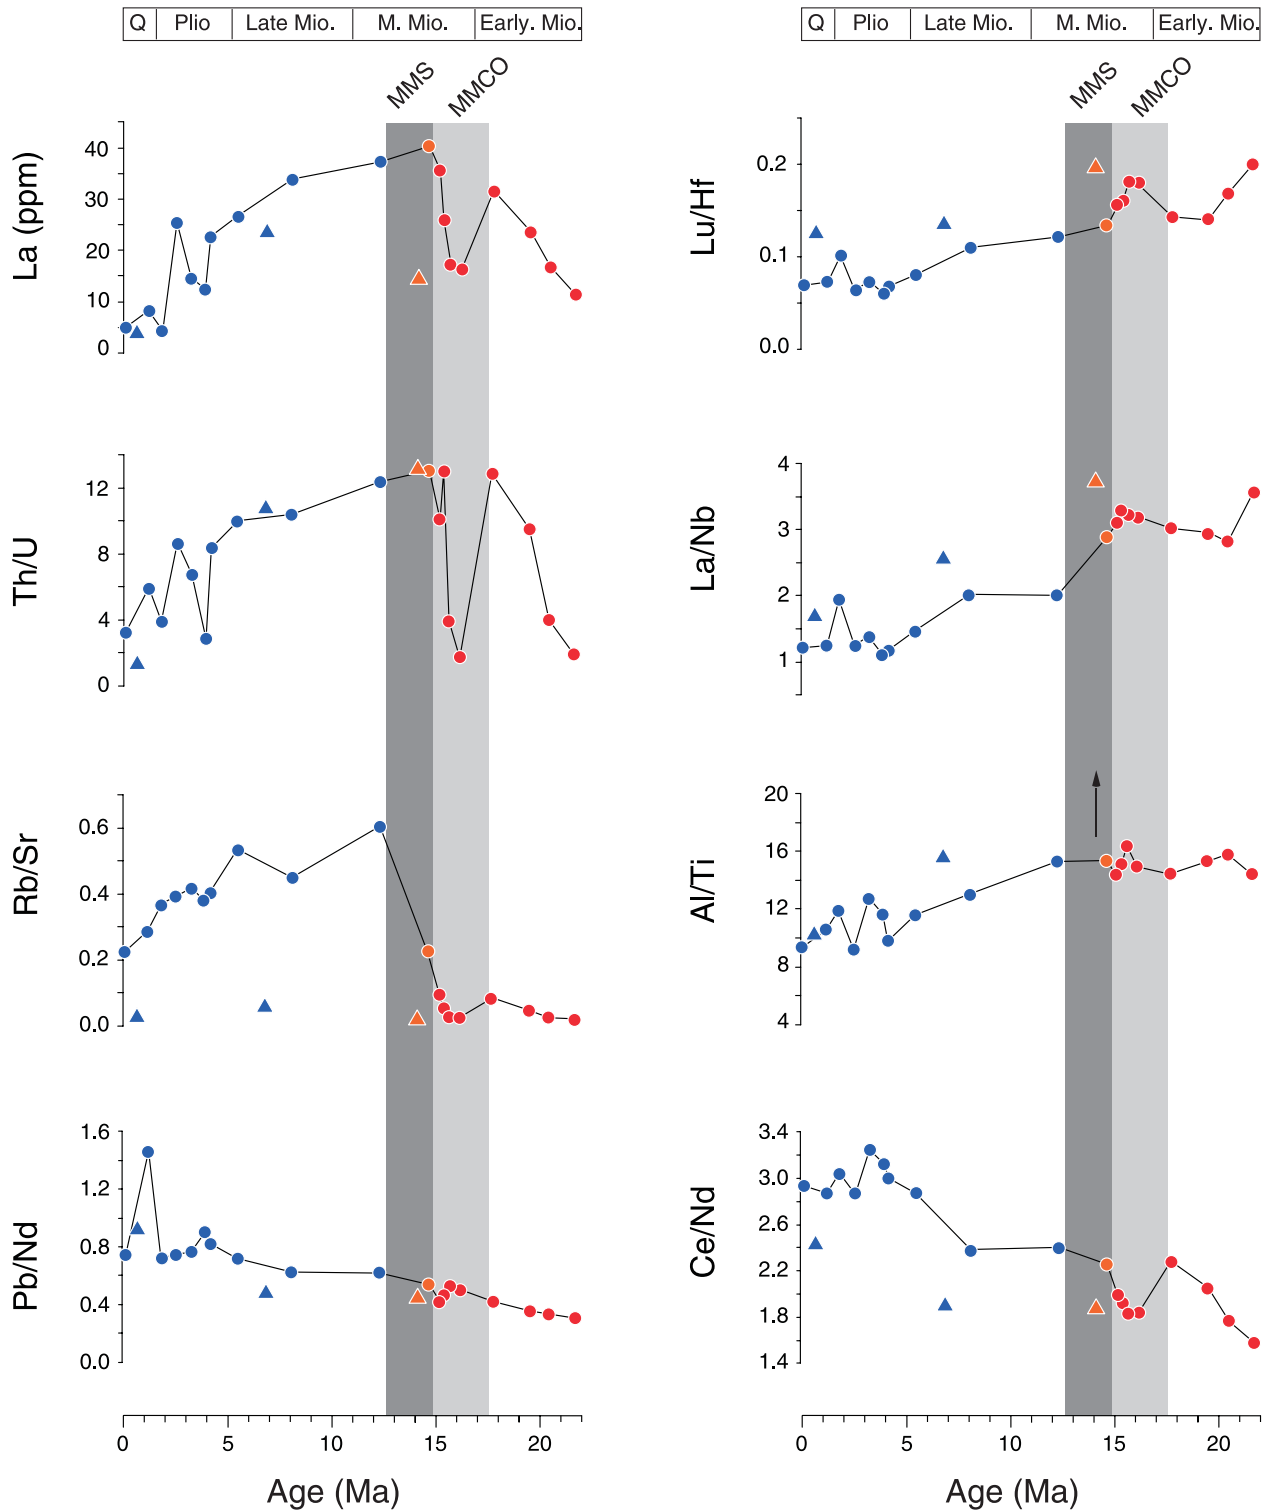 Q Plio Late Mio. M. Mio. Early. Mio.
MMS MMCO
La (ppm)
40
30
20
10
0
Th/U
12
8
4
0
Rb/Sr
0.6
0.4
0.2
0.0
Pb/Nd
1.6
1.2
0.8
0.4
0.0
0 5 10 15 20
Age (Ma)
Q Plio Late Mio. M. Mio. Early. Mio.
MMS MMCO
Lu/Hf
0.2
0.1
0.0
La/Nb
4
3
2
1
Al/Ti
20
16
12
8
4
Ce/Nd
3.4
3.0
2.6
2.2
1.8
1.4
0 5 10 15 20
Age (Ma)